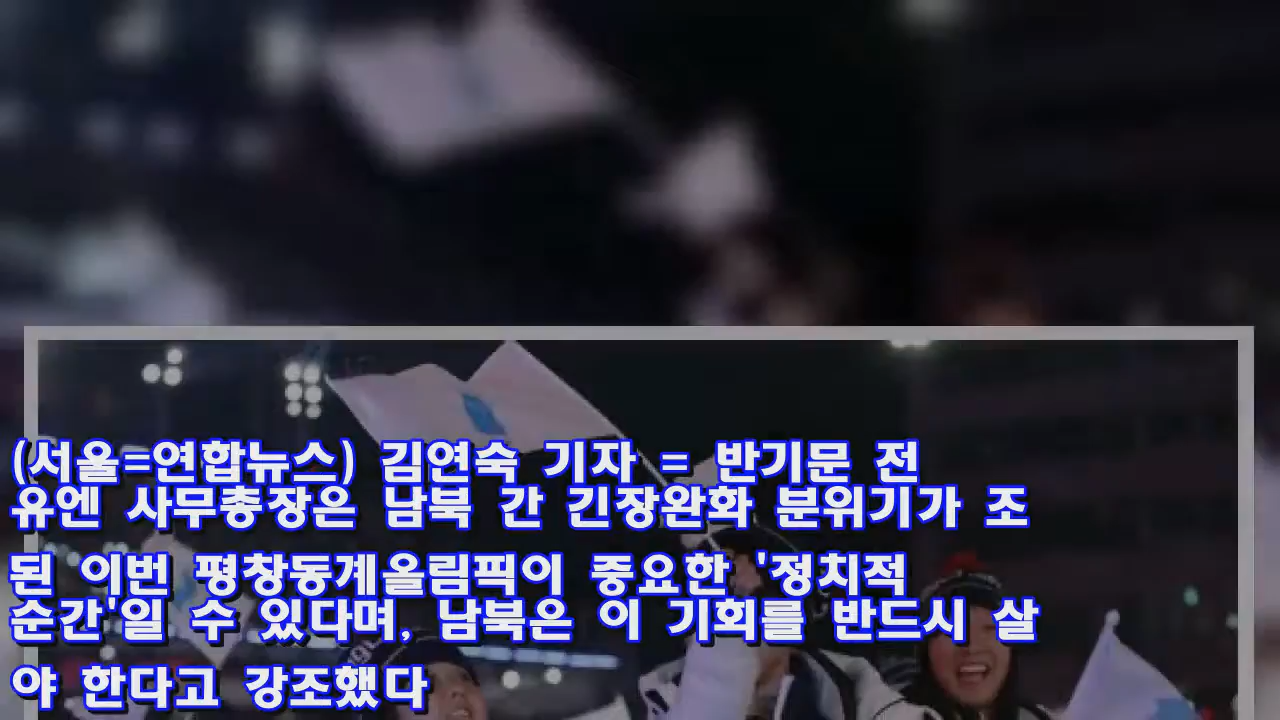 (서울=연합뉴스) 김연숙 기자 = 반기문 전
유엔 사무총장은 남북 간 긴장완화 분위기가 조
된 이번 평창동계올림픽이 중요한 '정치적
순간'일 수 있다며, 남북은 이 기회를 반드시 살
야 한다고 강조했다